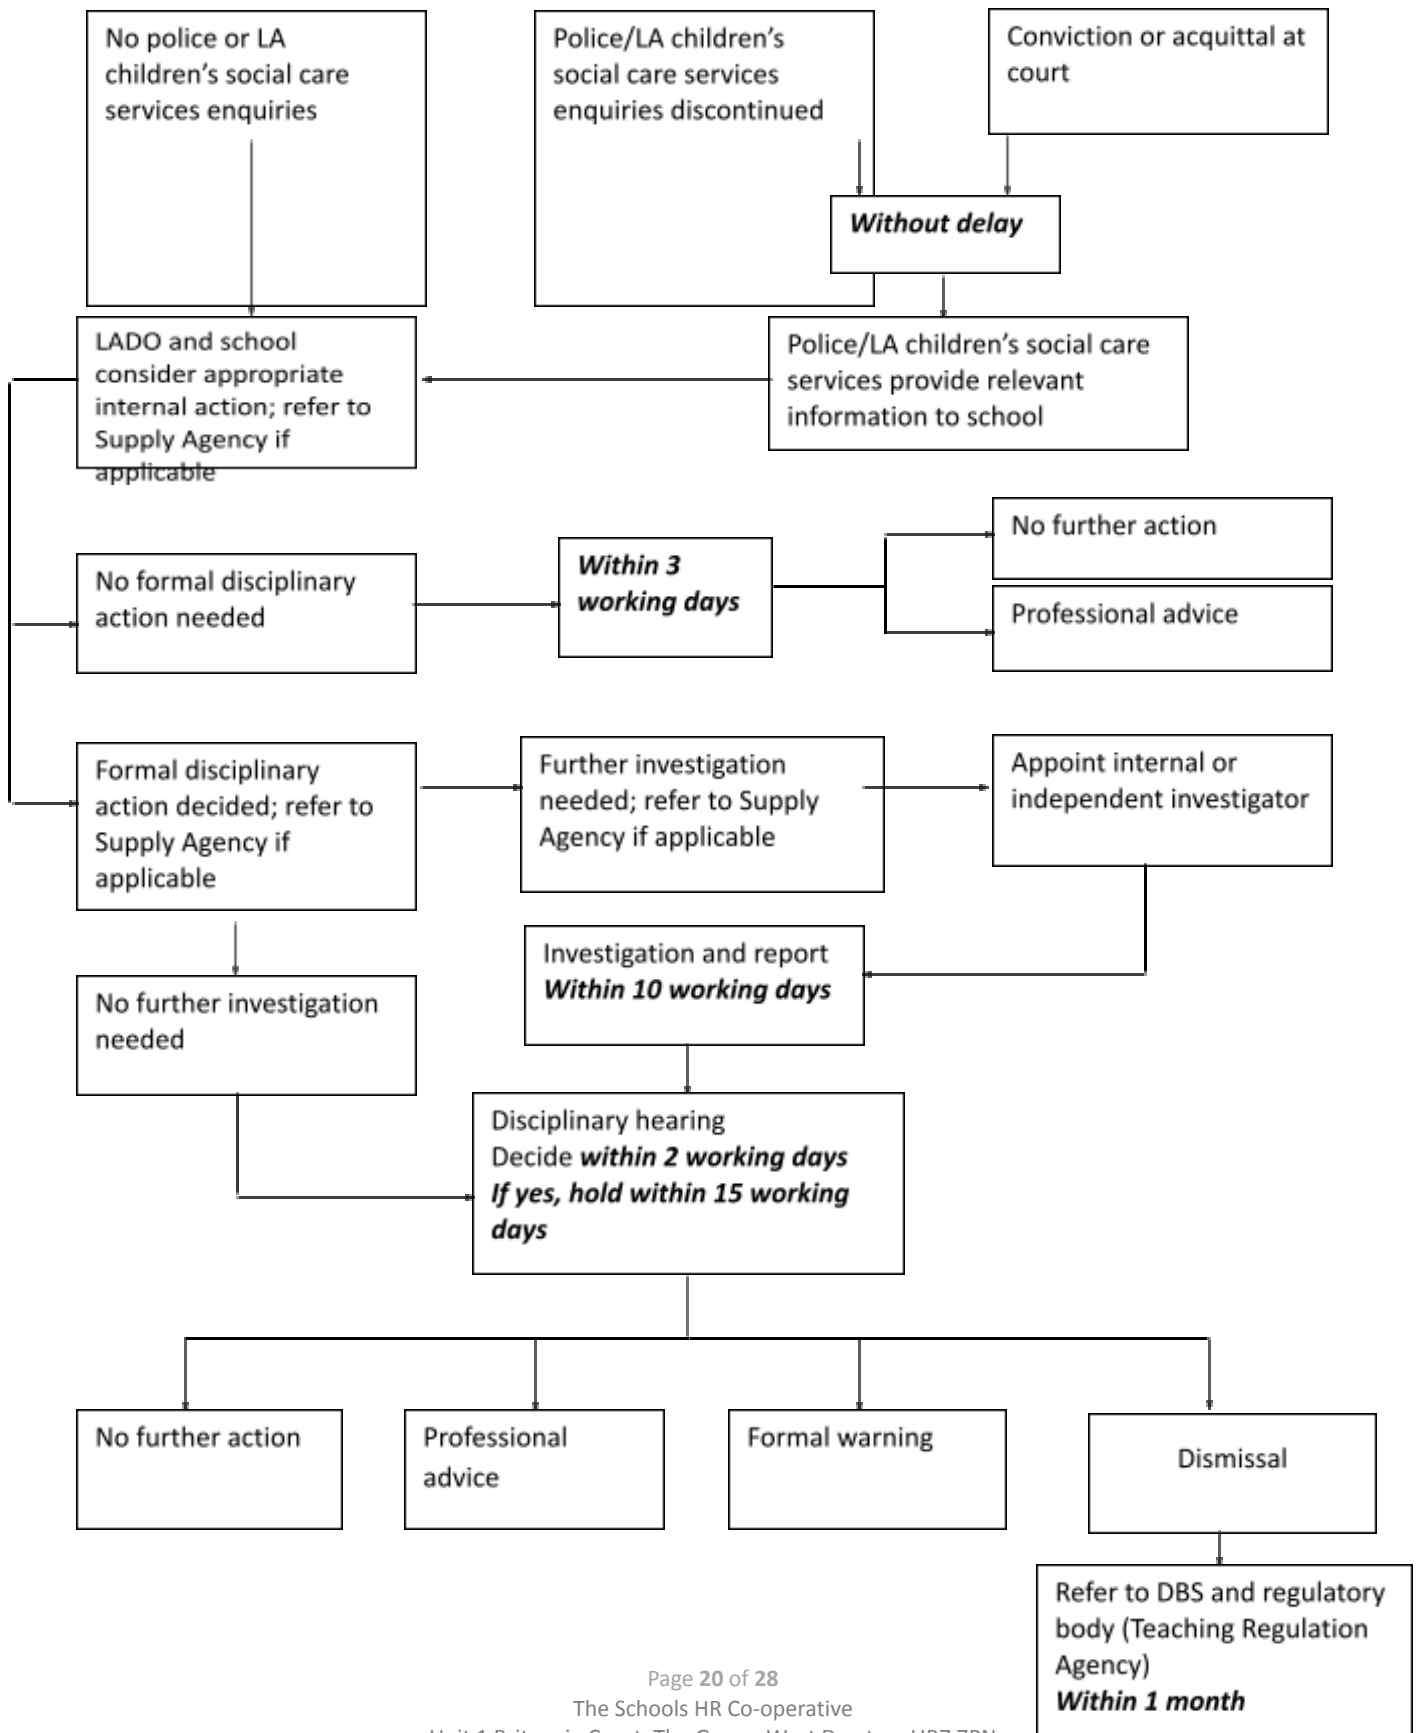 No police or LA
children's social care
services enquiries
Police/LA children's
social care services
enquiries discontinued
Conviction or acquittal at
court
Without delay
LADO and school
consider appropriate
internal action; refer to
Supply Agency if
applicable
Police/LA children's social care
services provide relevant
information to school
No formal disciplinary
action needed
Within 3
working days
No further action
Professional advice
Formal disciplinary
action decided; refer to
Supply Agency if
applicable
Further investigation
needed; refer to Supply
Agency if applicable
Appoint internal or
independent investigator
No further investigation
needed
Investigation and report
Within 10 working days
Disciplinary hearing
Decide within 2 working days
If yes, hold within 15 working
days
No further action
Professional
advice
Formal warning
Dismissal
Refer to DBS and regulatory
body (Teaching Regulation
Agency)
Within 1 month
Page 20 of 28
The Schools HR Co-operative